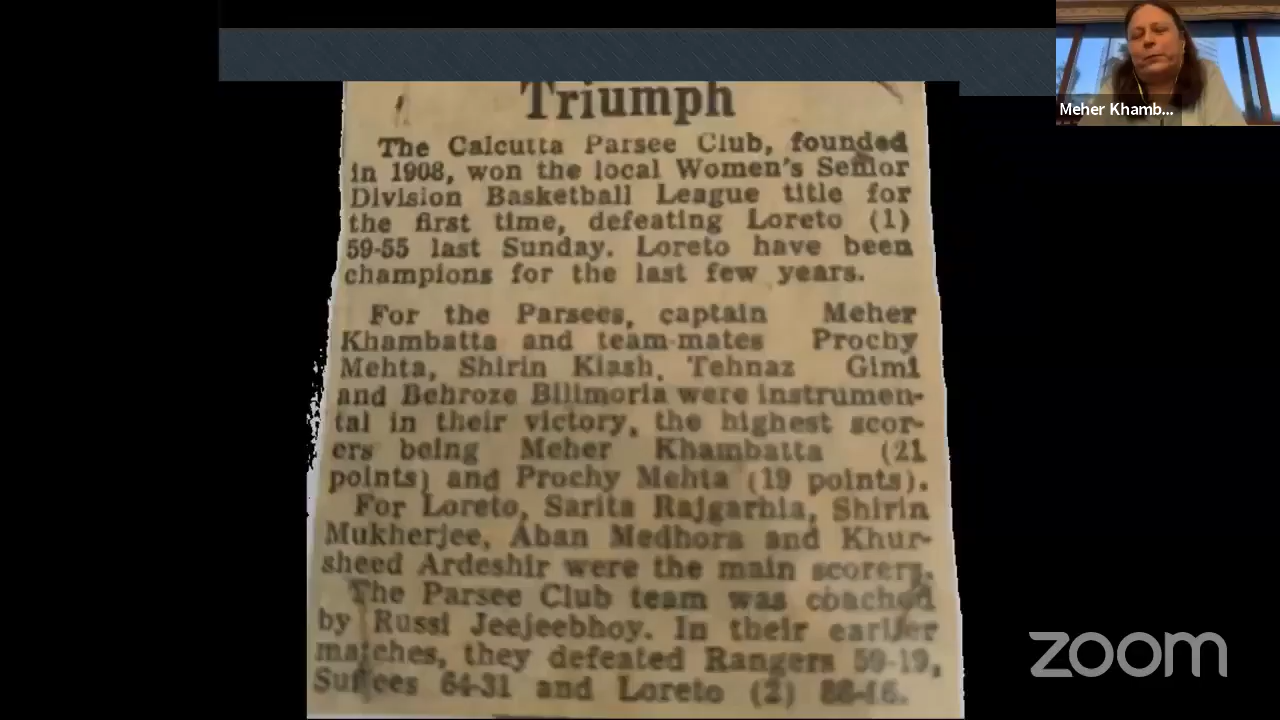 Triumph
The Calcutta Parsee Club, founded
in 1908, won the local Women's Senior
Division Basketball League title for
the first time, defeating Loreto (1)
59-55 last Sunday. Loreto have been
champions for the last few years.
For the Parsees, captain Meher
Khambatta and team-mates Prochy
Mehta, Shirin Kiash, Tehnaz Gimi
and Behroze Bilimoria were instrumen-
tal in their victory, the highest scor-
ers being Meher Khambatta (21
points) and Prochy Mehta (19 points).
For Loreto, Sarita Rajgarhia, Shirin
Mukherjee, Aban Medhora and Khur-
sheed Ardeshir were the main scorers.
The Parsee Club team was coached
by Russi Jeejeebhoy. In their earlier
matches, they defeated Rangers 59-19,
64-31 and Loreto (2)
Meher Khamb...
zoom